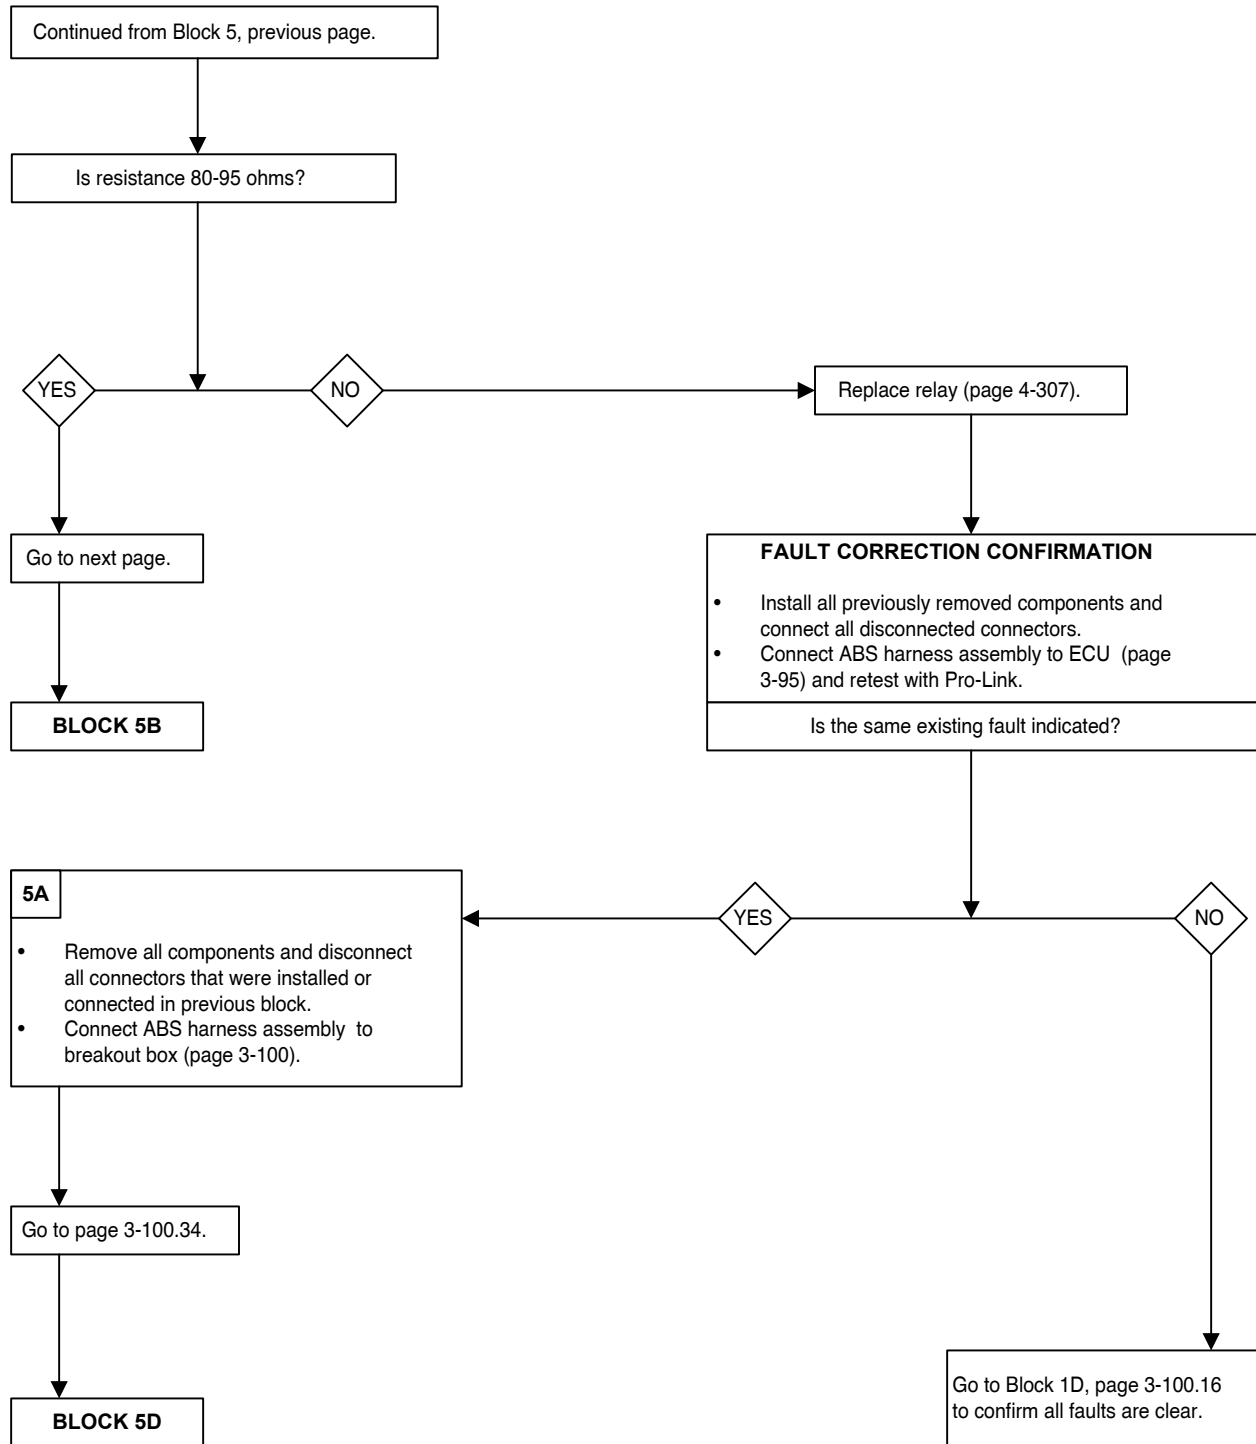 Continued from Block 5, previous page.
Is resistance 80-95 ohms?
YES
NO
Replace relay (page 4-307).
Go to next page.
BLOCK 5B
FAULT CORRECTION CONFIRMATION
• Install all previously removed components and
connect all disconnected connectors.
• Connect ABS harness assembly to ECU (page
3-95) and retest with Pro-Link.
Is the same existing fault indicated?
YES
NO
5A
• Remove all components and disconnect
all connectors that were installed or
connected in previous block.
• Connect ABS harness assembly to
breakout box (page 3-100).
Go to page 3-100.34.
BLOCK 5D
Go to Block 1D, page 3-100.16
to confirm all faults are clear.